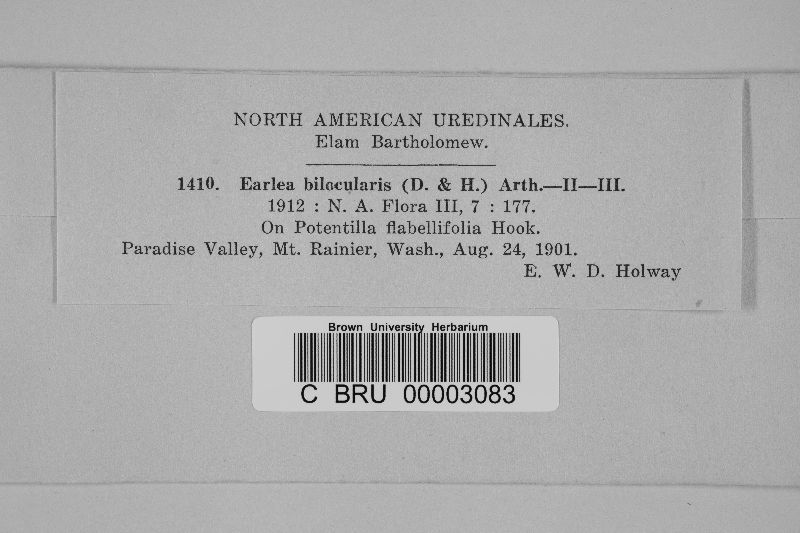 NORTH AMERICAN UREDINALES.
Elam Bartholomew.
1410. Earlea bilocularis (D. & H.) Arth.—II—III.
1912 : N. A. Flora III, 7 : 177.
On Potentilla flabellifolia Hook.
Paradise Valley, Mt. Rainier, Wash., Aug. 24, 1901.
E. W. D. Holway
Brown University Herbarium
C BRU 00003083